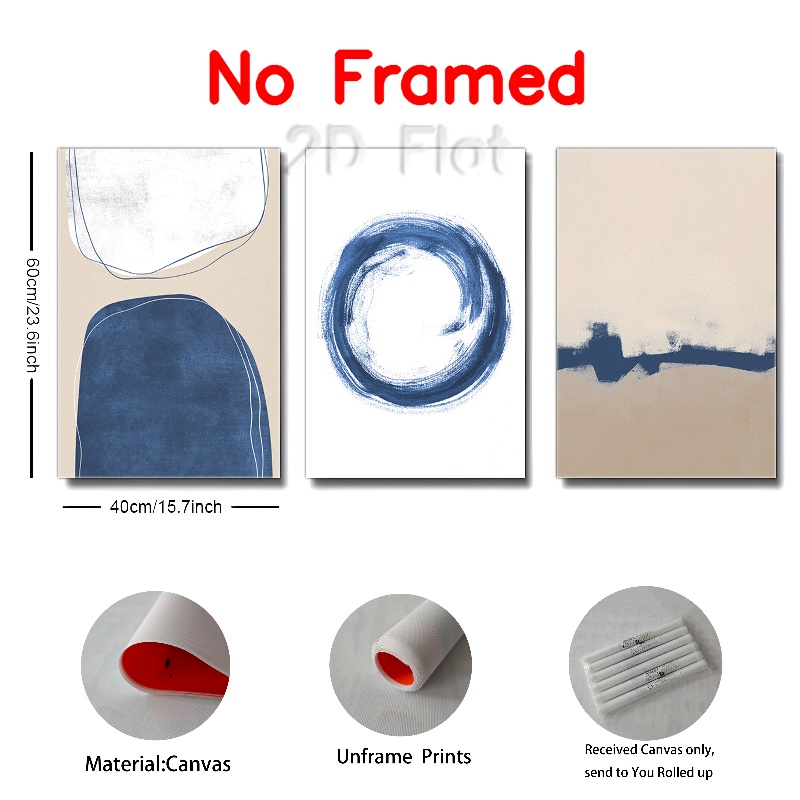 No Framed
2D Flat
60cm/23.6inch
40cm/15.7inch
Material:Canvas
Unframe Prints
Received Canvas only,
send to You Rolled up